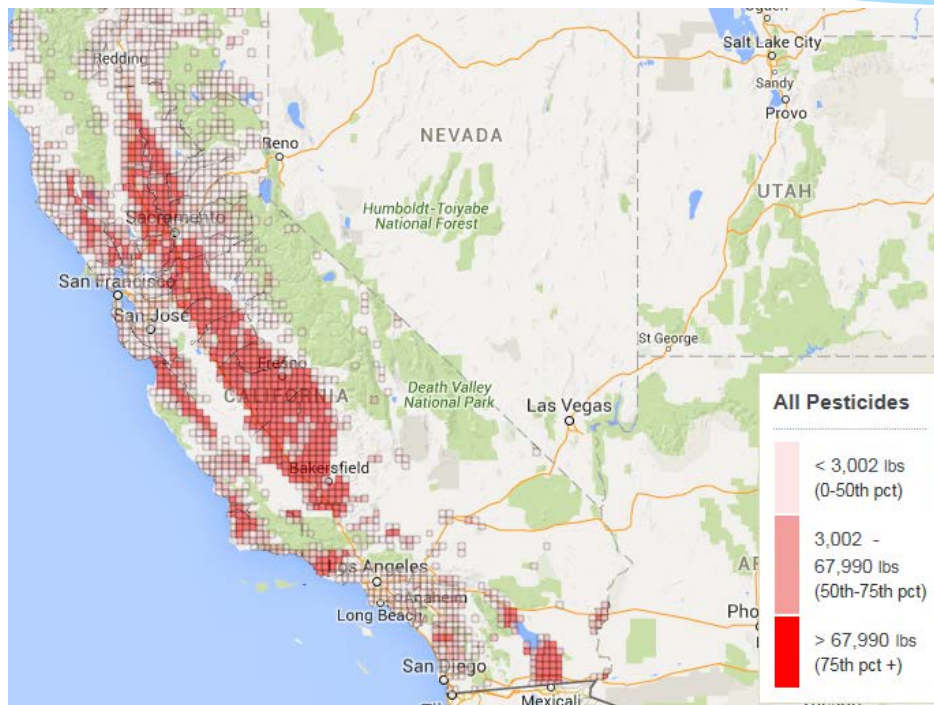 Ogden
Salt Lake City
Redding
Sandy
Provo
NEVADA
Reno
UTAH
Humboldt-Toiyabe
National Forest
Sacramento
San Francisco
San Jose
St George
Fresno
CALIFORNIA
Death Valley
National Park
Las Vegas
All Pesticides
< 3,002 lbs
(0-50th pct)
Bakersfield
3,002 -
67,990 lbs
(50th-75th pct)
Los Angeles
Anaheim
Long Beach
Pho
> 67,990 lbs
(75th pct +)
San Diego
Mexicali